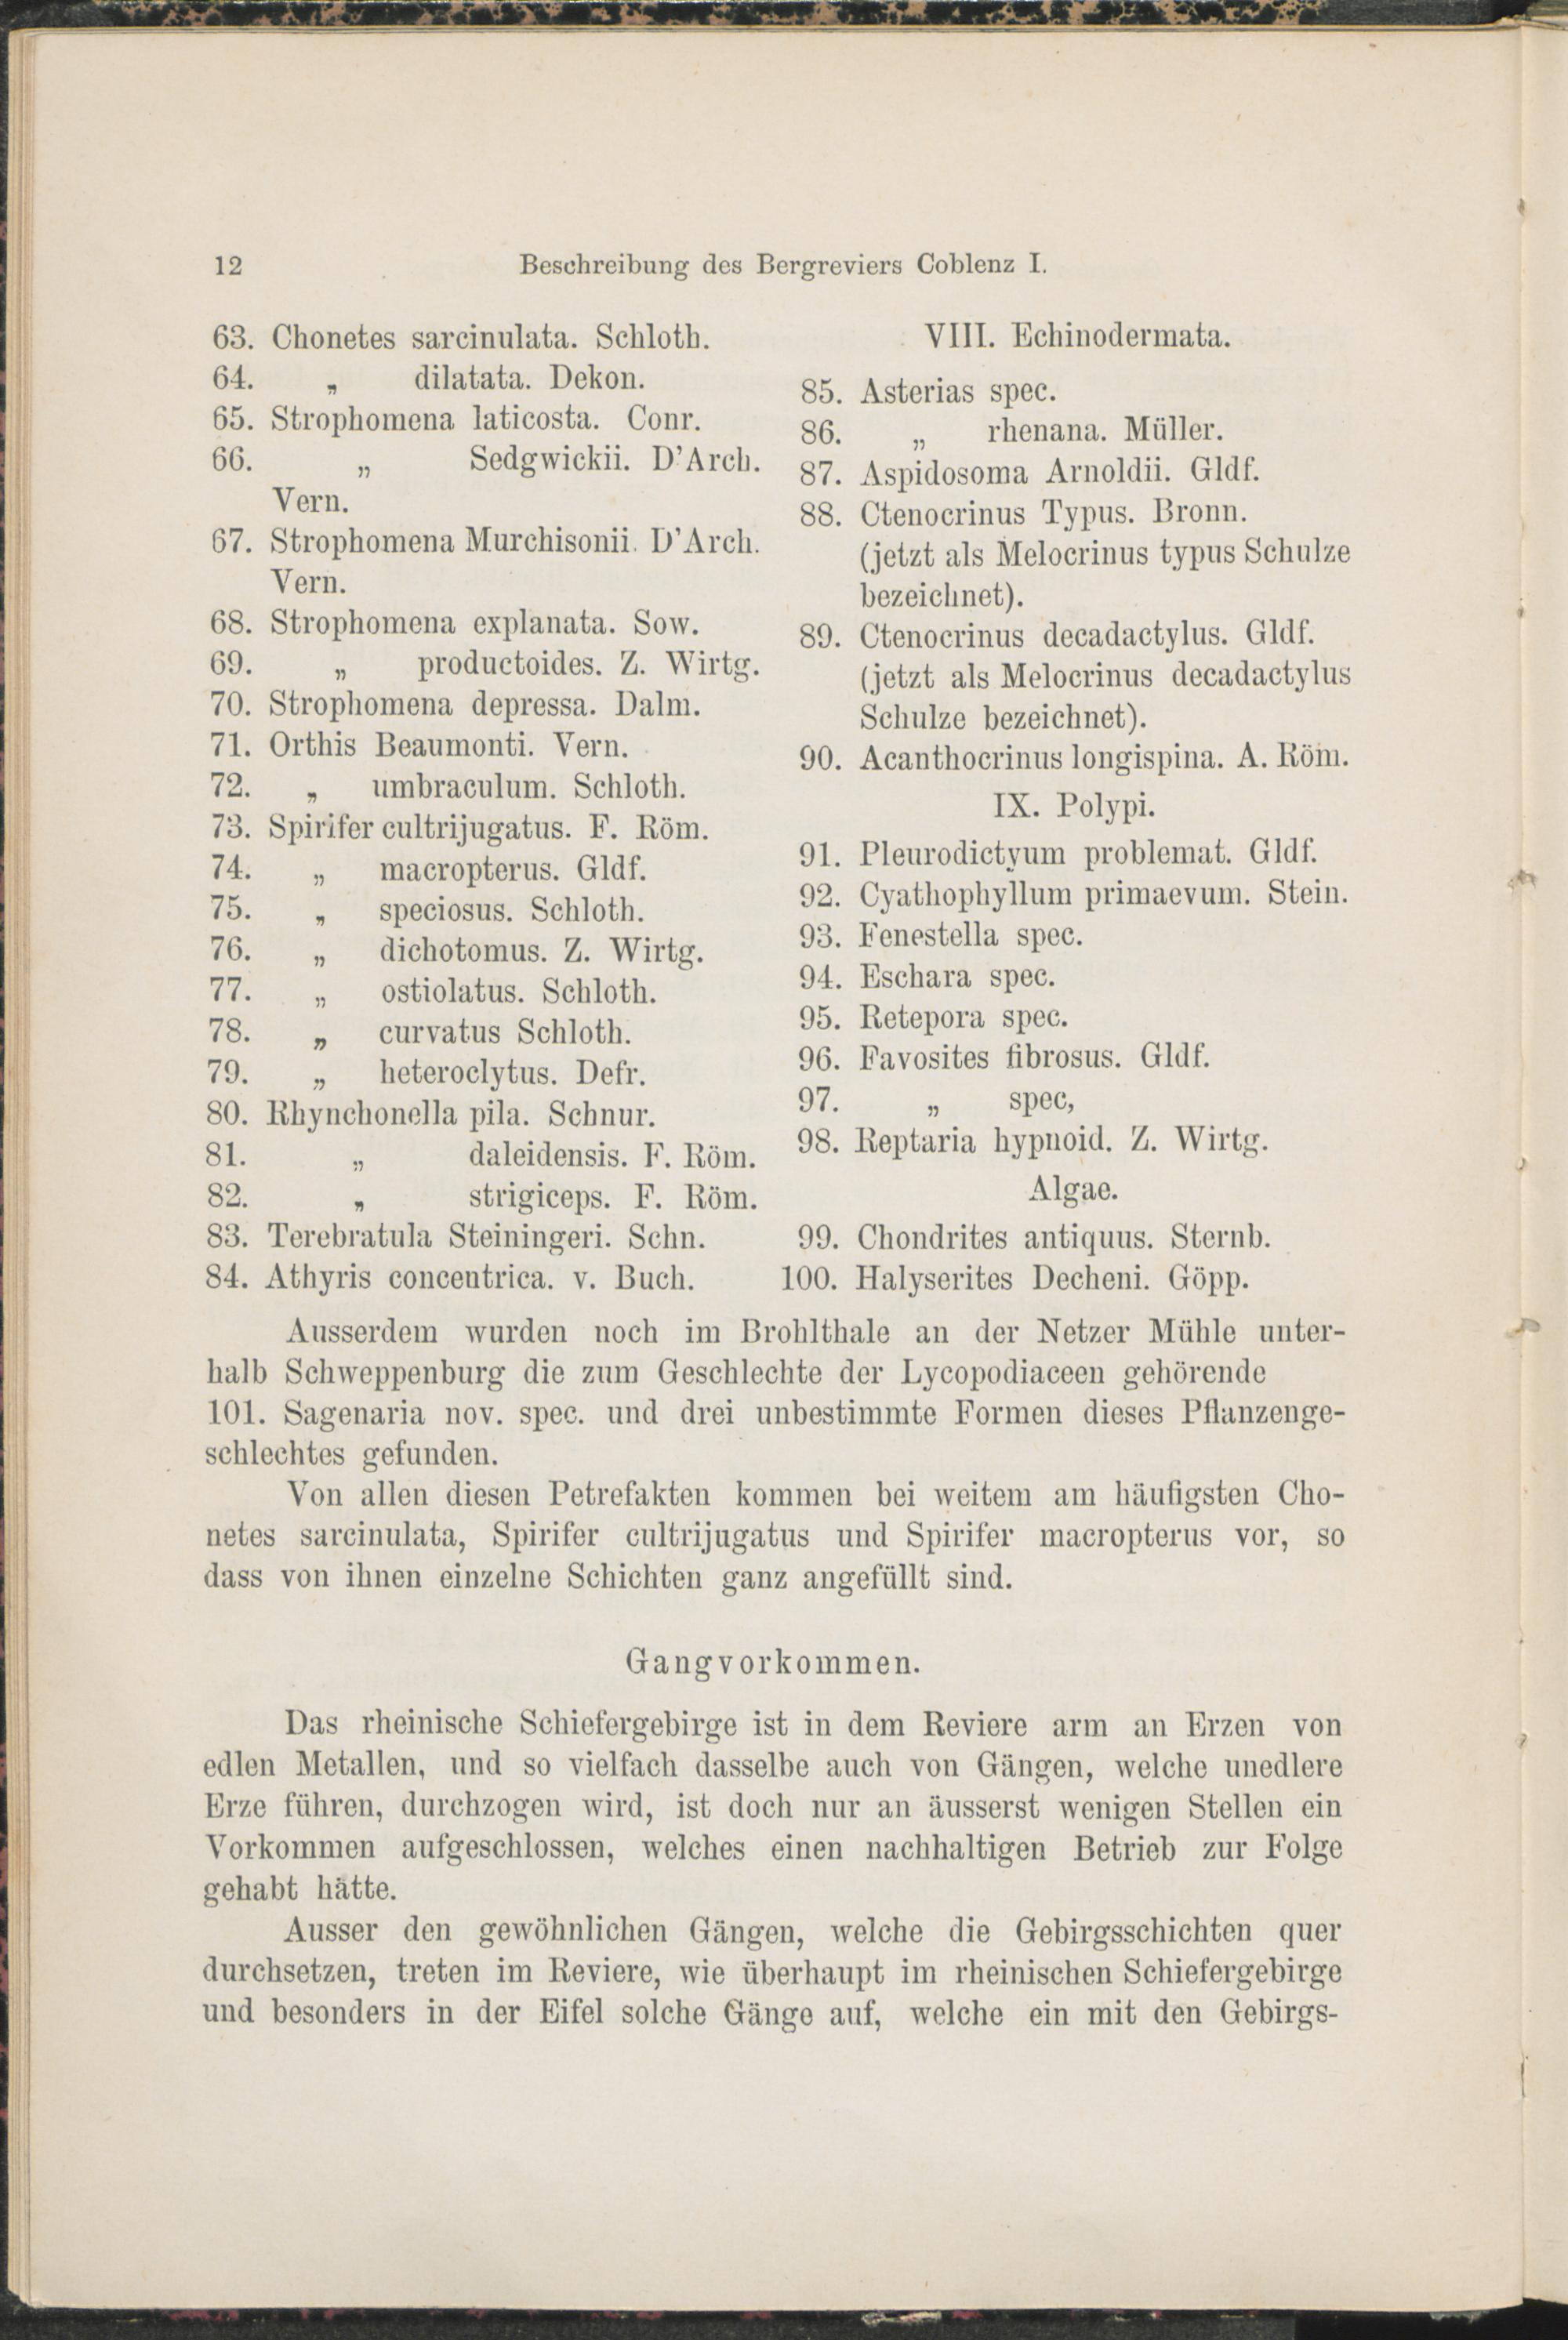 12 Beschreibung des Bergreviers Coblenz I.
63. Chonetes sarcinulata. Schloth.
64. „ dilatata. Dekon.
65. Strophomena laticosta. Conr.
66. „ Sedgwickii. D'Arch.
Vern.
67. Strophomena Murchisonii. D'Arch.
Vern.
68. Strophomena explanata. Sow.
69. „ productoides. Z. Wirtg.
70. Strophomena depressa. Dalm.
71. Orthis Beaumonti. Vern.
72. „ umbraculum. Schloth.
73. Spirifer cultrijugatus. F. Röm.
74. „ macropterus. Gldf.
75. „ speciosus. Schloth.
76. „ dichotomus. Z. Wirtg.
77. „ ostiolatus. Schloth.
78. „ curvatus Schloth.
79. „ heteroclytus. Defr.
80. Rhynchonella pila. Schnur.
81. „ daleidensis. F. Röm.
82. „ strigiceps. F. Röm.
83. Terebratula Steiningeri. Schn.
84. Athyris concentrica. v. Buch.
VIII. Echinodermata.
85. Asterias spec.
86. „ rhenana. Müller.
87. Aspidosoma Arnoldii. Gldf.
88. Ctenocrinus Typus. Bronn.
(jetzt als Melocrinus typus Schulze
bezeichnet).
89. Ctenocrinus decadactylus. Gldf.
(jetzt als Melocrinus decadactylus
Schulze bezeichnet).
90. Acanthocrinus longispina. A. Röm.
IX. Polypi.
91. Pleurodictyum problemat. Gldf.
92. Cyathophyllum primaevum. Stein.
93. Fenestella spec.
94. Eschara spec.
95. Retepora spec.
96. Favosites fibrosus. Gldf.
97. „ spec,
98. Reptaria hypnoid. Z. Wirtg.
Algae.
99. Chondrites antiquus. Sternb.
100. Halyserites Decheni. Göpp.
Ausserdem wurden noch im Brohlthale an der Netzer Mühle unter-
halb Schweppenburg die zum Geschlechte der Lycopodiaceen gehörende
101. Sagenaria nov. spec. und drei unbestimmte Formen dieses Pflanzenge-
schlechtes gefunden.
Von allen diesen Petrefakten kommen bei weitem am häufigsten Cho-
netes sarcinulata, Spirifer cultrijugatus und Spirifer macropterus vor, so
dass von ihnen einzelne Schichten ganz angefüllt sind.
Gangvorkommen.
Das rheinische Schiefergebirge ist in dem Reviere arm an Erzen von
edlen Metallen, und so vielfach dasselbe auch von Gängen, welche unedlere
Erze führen, durchzogen wird, ist doch nur an äusserst wenigen Stellen ein
Vorkommen aufgeschlossen, welches einen nachhaltigen Betrieb zur Folge
gehabt hätte.
Ausser den gewöhnlichen Gängen, welche die Gebirgsschichten quer
durchsetzen, treten im Reviere, wie überhaupt im rheinischen Schiefergebirge
und besonders in der Eifel solche Gänge auf, welche ein mit den Gebirgs-